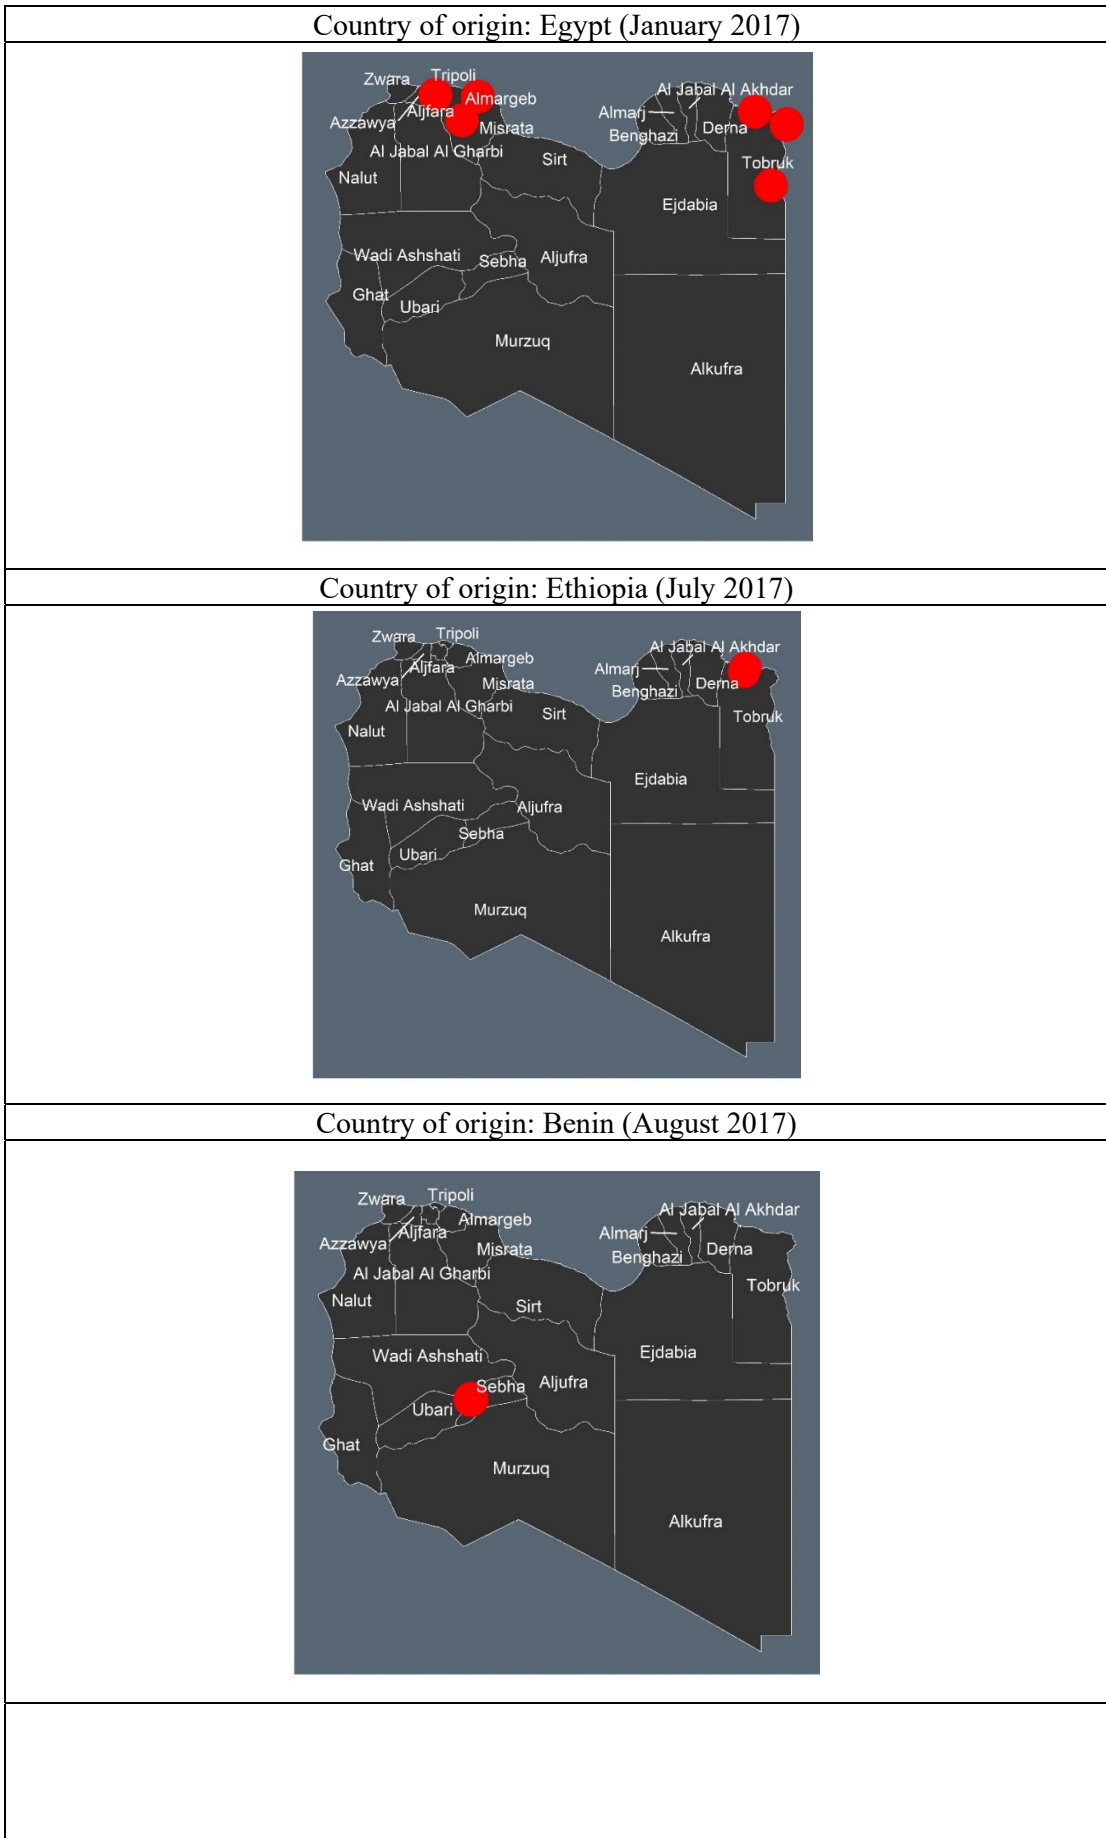 Country of origin: Egypt (January 2017)
Zwara
Tripoli
Al Jabal Al Akhdar
Almargeb
Aljfara
Almarj
Azzawya
Misrata
Derna
Benghazi
Al Jabal Al Gharbi
Sirt
Tobruk
Nalut
Ejdabia
Wadi Ashshati
Sebha
Aljufra
Ghat
Ubari
Murzuq
Alkufra
Country of origin: Ethiopia (July 2017)
Zwara
Tripoli
Al Jabal Al Akhdar
Almargeb
Aljfara
Almarj
Azzawya
Misrata
Derna
Benghazi
Al Jabal Al Gharbi
Sirt
Tobruk
Nalut
Ejdabia
Wadi Ashshati
Aljufra
Sebha
Ubari
Ghat
Murzuq
Alkufra
Country of origin: Benin (August 2017)
Zwara
Tripoli
Al Jabal Al Akhdar
Almargeb
Aljfara
Almarj
Azzawya
Misrata
Derna
Benghazi
Al Jabal Al Gharbi
Tobruk
Nalut
Sirt
Ejdabia
Wadi Ashshati
Sebha
Aljufra
Ubari
Ghat
Murzuq
Alkufra